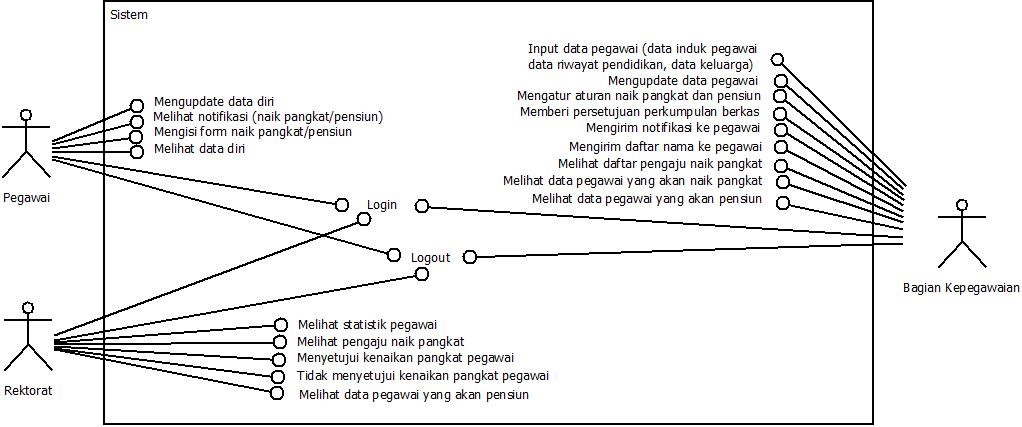 Sistem
Input data pegawai (data induk pegawai
data riwayat pendidikan, data keluarga)
Mengupdate data pegawai
Mengatur aturan naik pangkat dan pensiun
Memberi persetujuan perkumpulan berkas
Mengirim notifikasi ke pegawai
Mengirim daftar nama ke pegawai
Melihat daftar pengaju naik pangkat
Melihat data pegawai yang akan naik pangkat
Melihat data pegawai yang akan pensiun
Mengupdate data diri
Melihat notifikasi (naik pangkat/pensiun)
Mengisi form naik pangkat/pensiun
Melihat data diri
Pegawai
Login
Logout
Bagian Kepegawaian
Melihat statistik pegawai
Melihat pengaju naik pangkat
Menyetujui kenaikan pangkat pegawai
Tidak menyetujui kenaikan pangkat pegawai
Melihat data pegawai yang akan pensiun
Rektorat